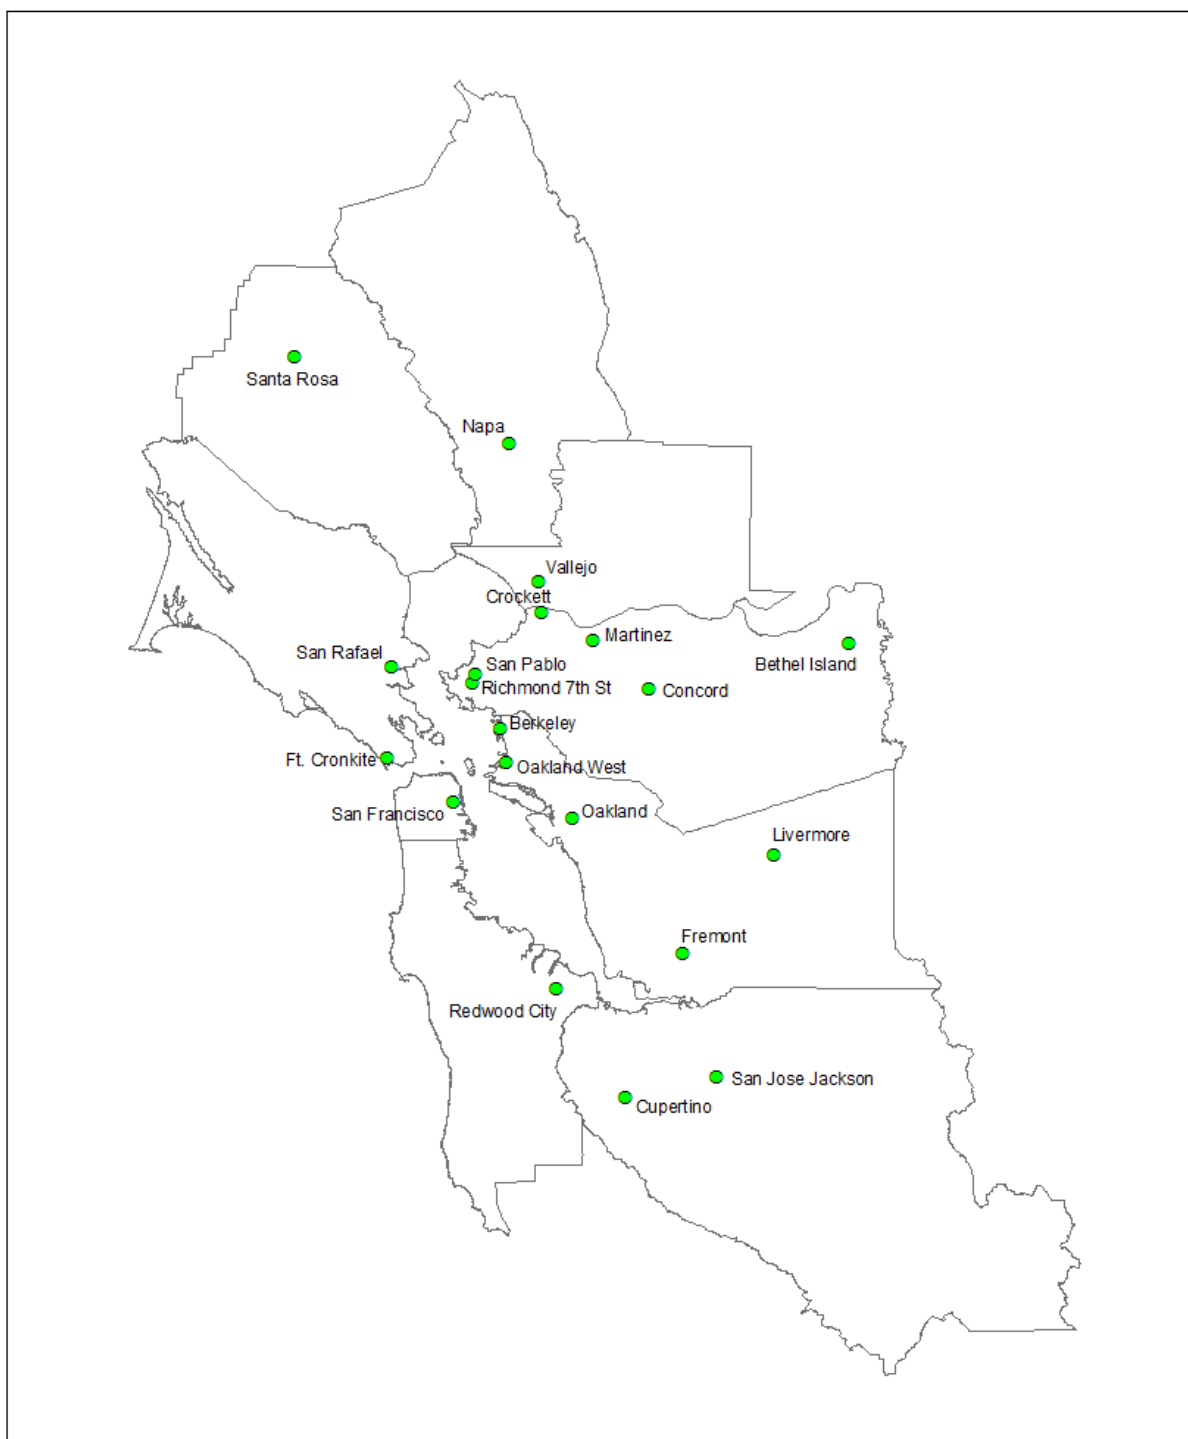 Santa Rosa
Napa
Vallejo
Crockett
Martinez
San Rafael
San Pablo
Bethel Island
Richmond 7th St
Concord
Berkeley
Ft. Cronkite
Oakland West
San Francisco
Oakland
Livermore
Fremont
Redwood City
San Jose Jackson
Cupertino